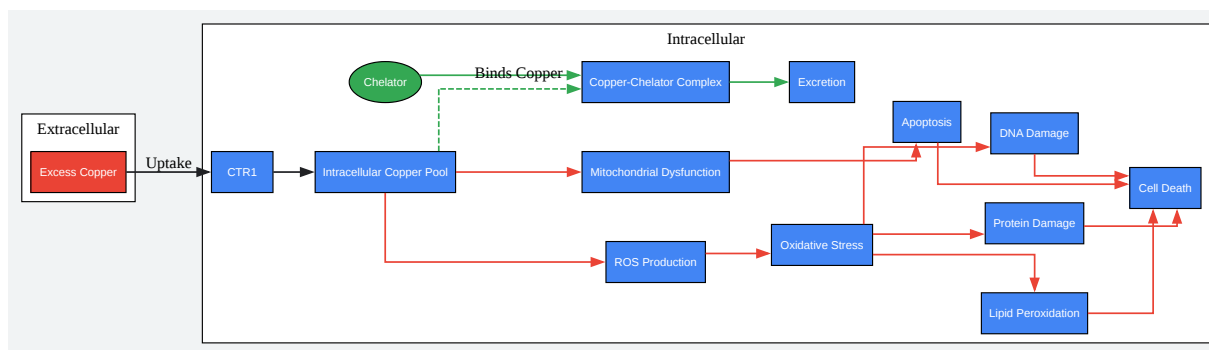 Intracellular
Chelator
Binds Copper
Copper-Chelator Complex
Excretion
Extracellular
Excess Copper
Uptake
CTR1
Intracellular Copper Pool
Mitochondrial Dysfunction
Apoptosis
DNA Damage
Cell Death
Protein Damage
Oxidative Stress
ROS Production
Lipid Peroxidation